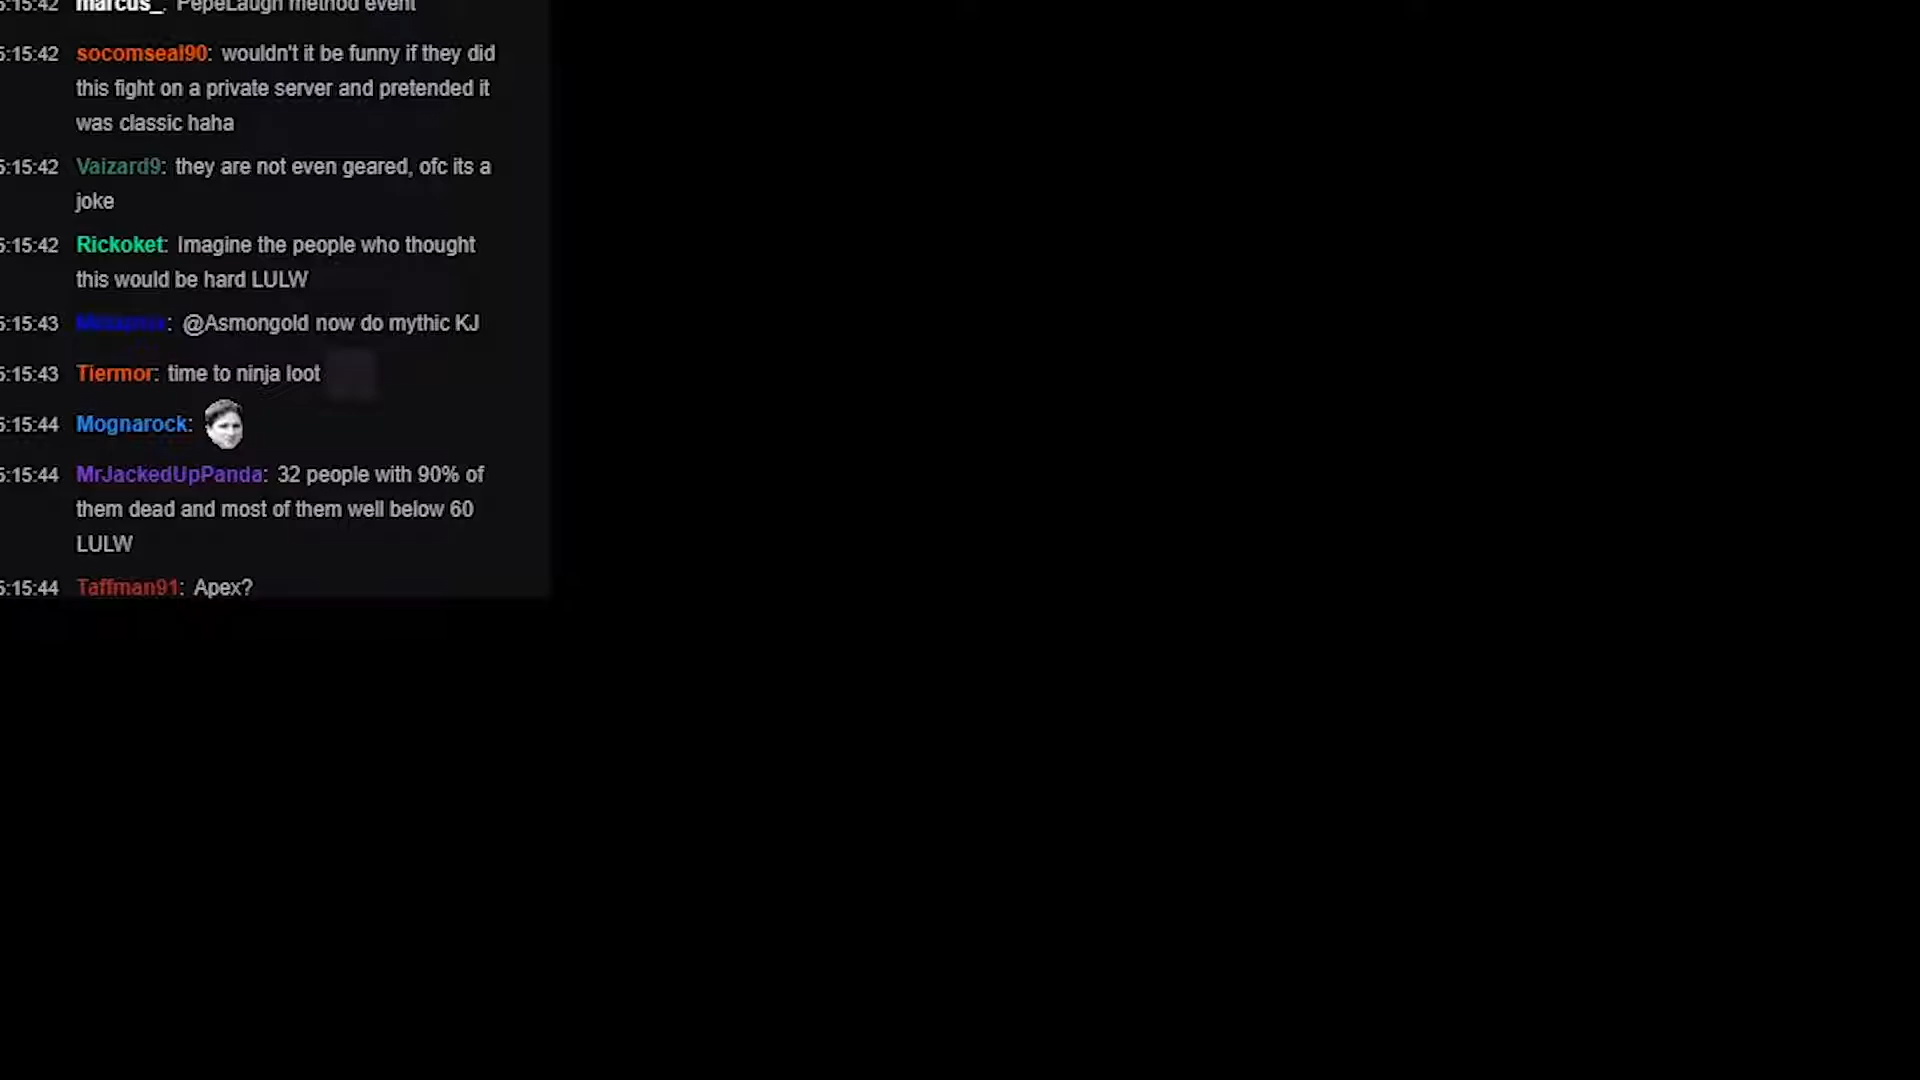 5:15:42 marcus_: PepeLaugh method event
5:15:42 socomseal90: wouldn't it be funny if they did
this fight on a private server and pretended it
was classic haha
5:15:42 Vaizard9: they are not even geared, ofc its a
joke
5:15:42 Rickoket: Imagine the people who thought
this would be hard LULW
5:15:43 : @Asmongold now do mythic KJ
5:15:43 Tiermor: time to ninja loot
5:15:44 Mognarock:
5:15:44 MrJackedUpPanda: 32 people with 90% of
them dead and most of them well below 60
LULW
5:15:44 Taffman91: Apex?